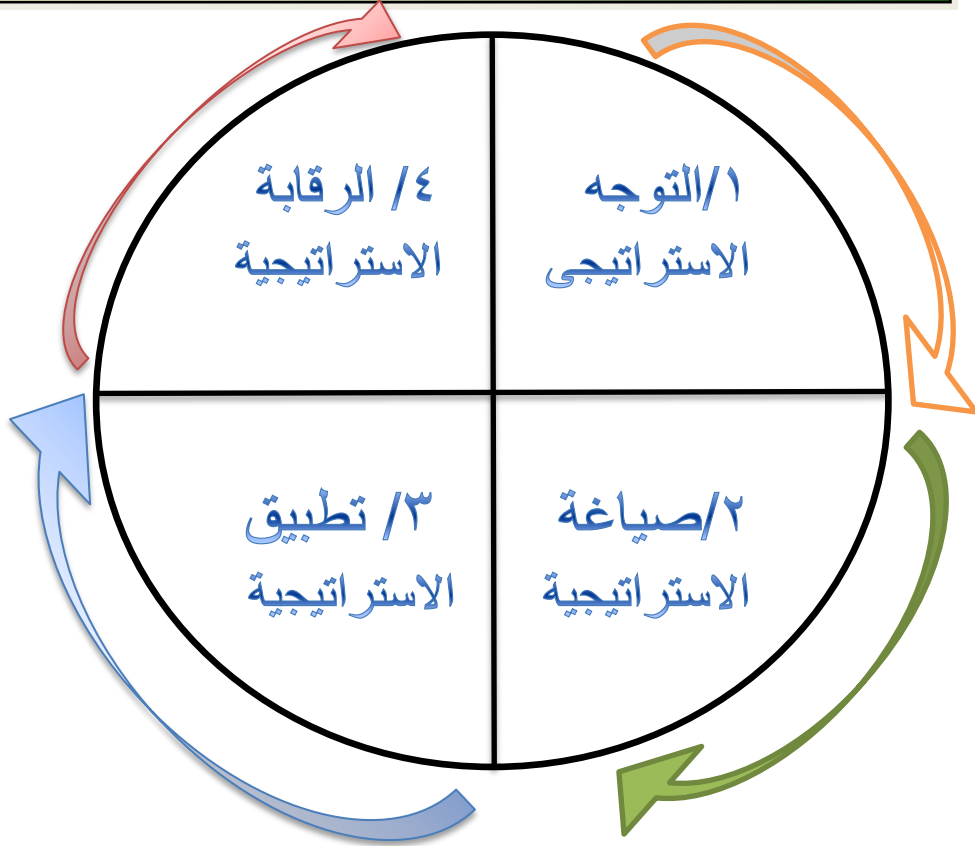 ١/التوجه
الاستراتيجى
٢/صياغة
الاستراتيجية
٣/ تطبيق
الاستراتيجية
٤/ الرقابة
الاستراتيجية